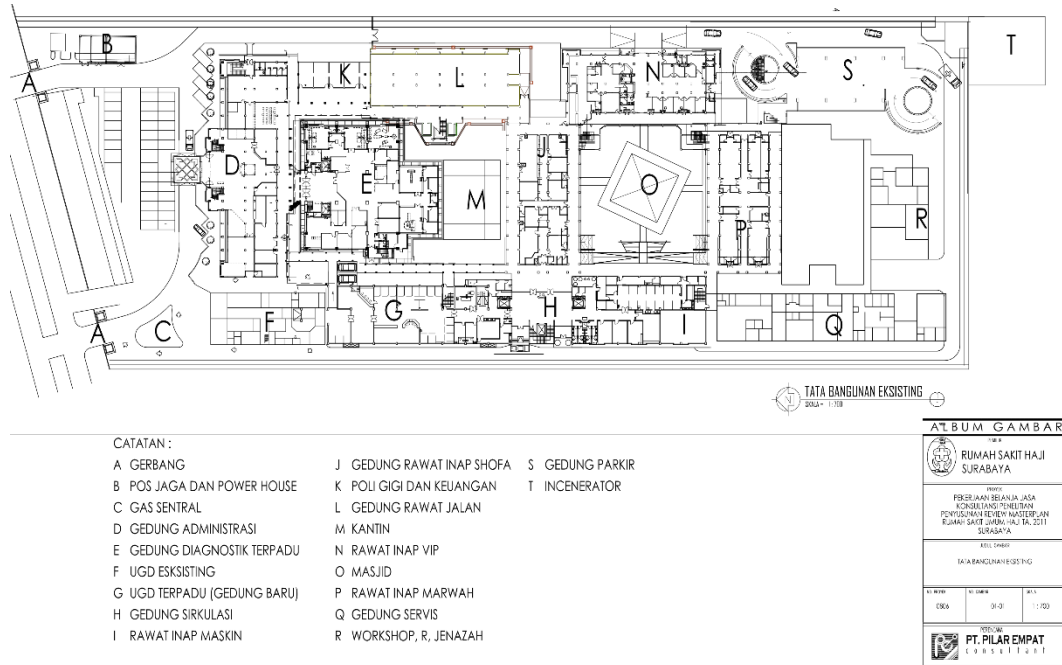 B
K
L
N
S
T
A
D
E
J
M
O
P
R
A
C
F
G
H
I
Q
TATA BANGUNAN EKSISTING
CATATAN :
A GERBANG
B POS JAGA DAN POWER HOUSE
C GAS SENTRAL
D GEDUNG ADMINISTRASI
E GEDUNG DIAGNOSTIK TERPADU
F UGD ESKSISTING
G UGD TERPADU (GEDUNG BARU)
H GEDUNG SIRKULASI
I RAWAT INAP MASKIN
J GEDUNG RAWAT INAP SHOFA
K POLI GIGI DAN KEUANGAN
L GEDUNG RAWAT JALAN
M KANTIN
N RAWAT INAP VIP
O MASJID
P RAWAT INAP MARWAH
Q GEDUNG SERVIS
R WORKSHOP, R, JENAZAH
S GEDUNG PARKIR
T INCENERATOR
ALBUM GAMBAR
RUMAH SAKIT HAJI
SURABAYA
PEKERJAAN BELANJA JASA
KONSULTANSI PENELITIAN
PENYUSUNAN REVIEW MASTERPLAN
RUMAH SAKIT UMUM HAJI TA. 2011
SURABAYA
TATA BANGUNAN EKSISTING
PT. PILAR EMPAT
consultant